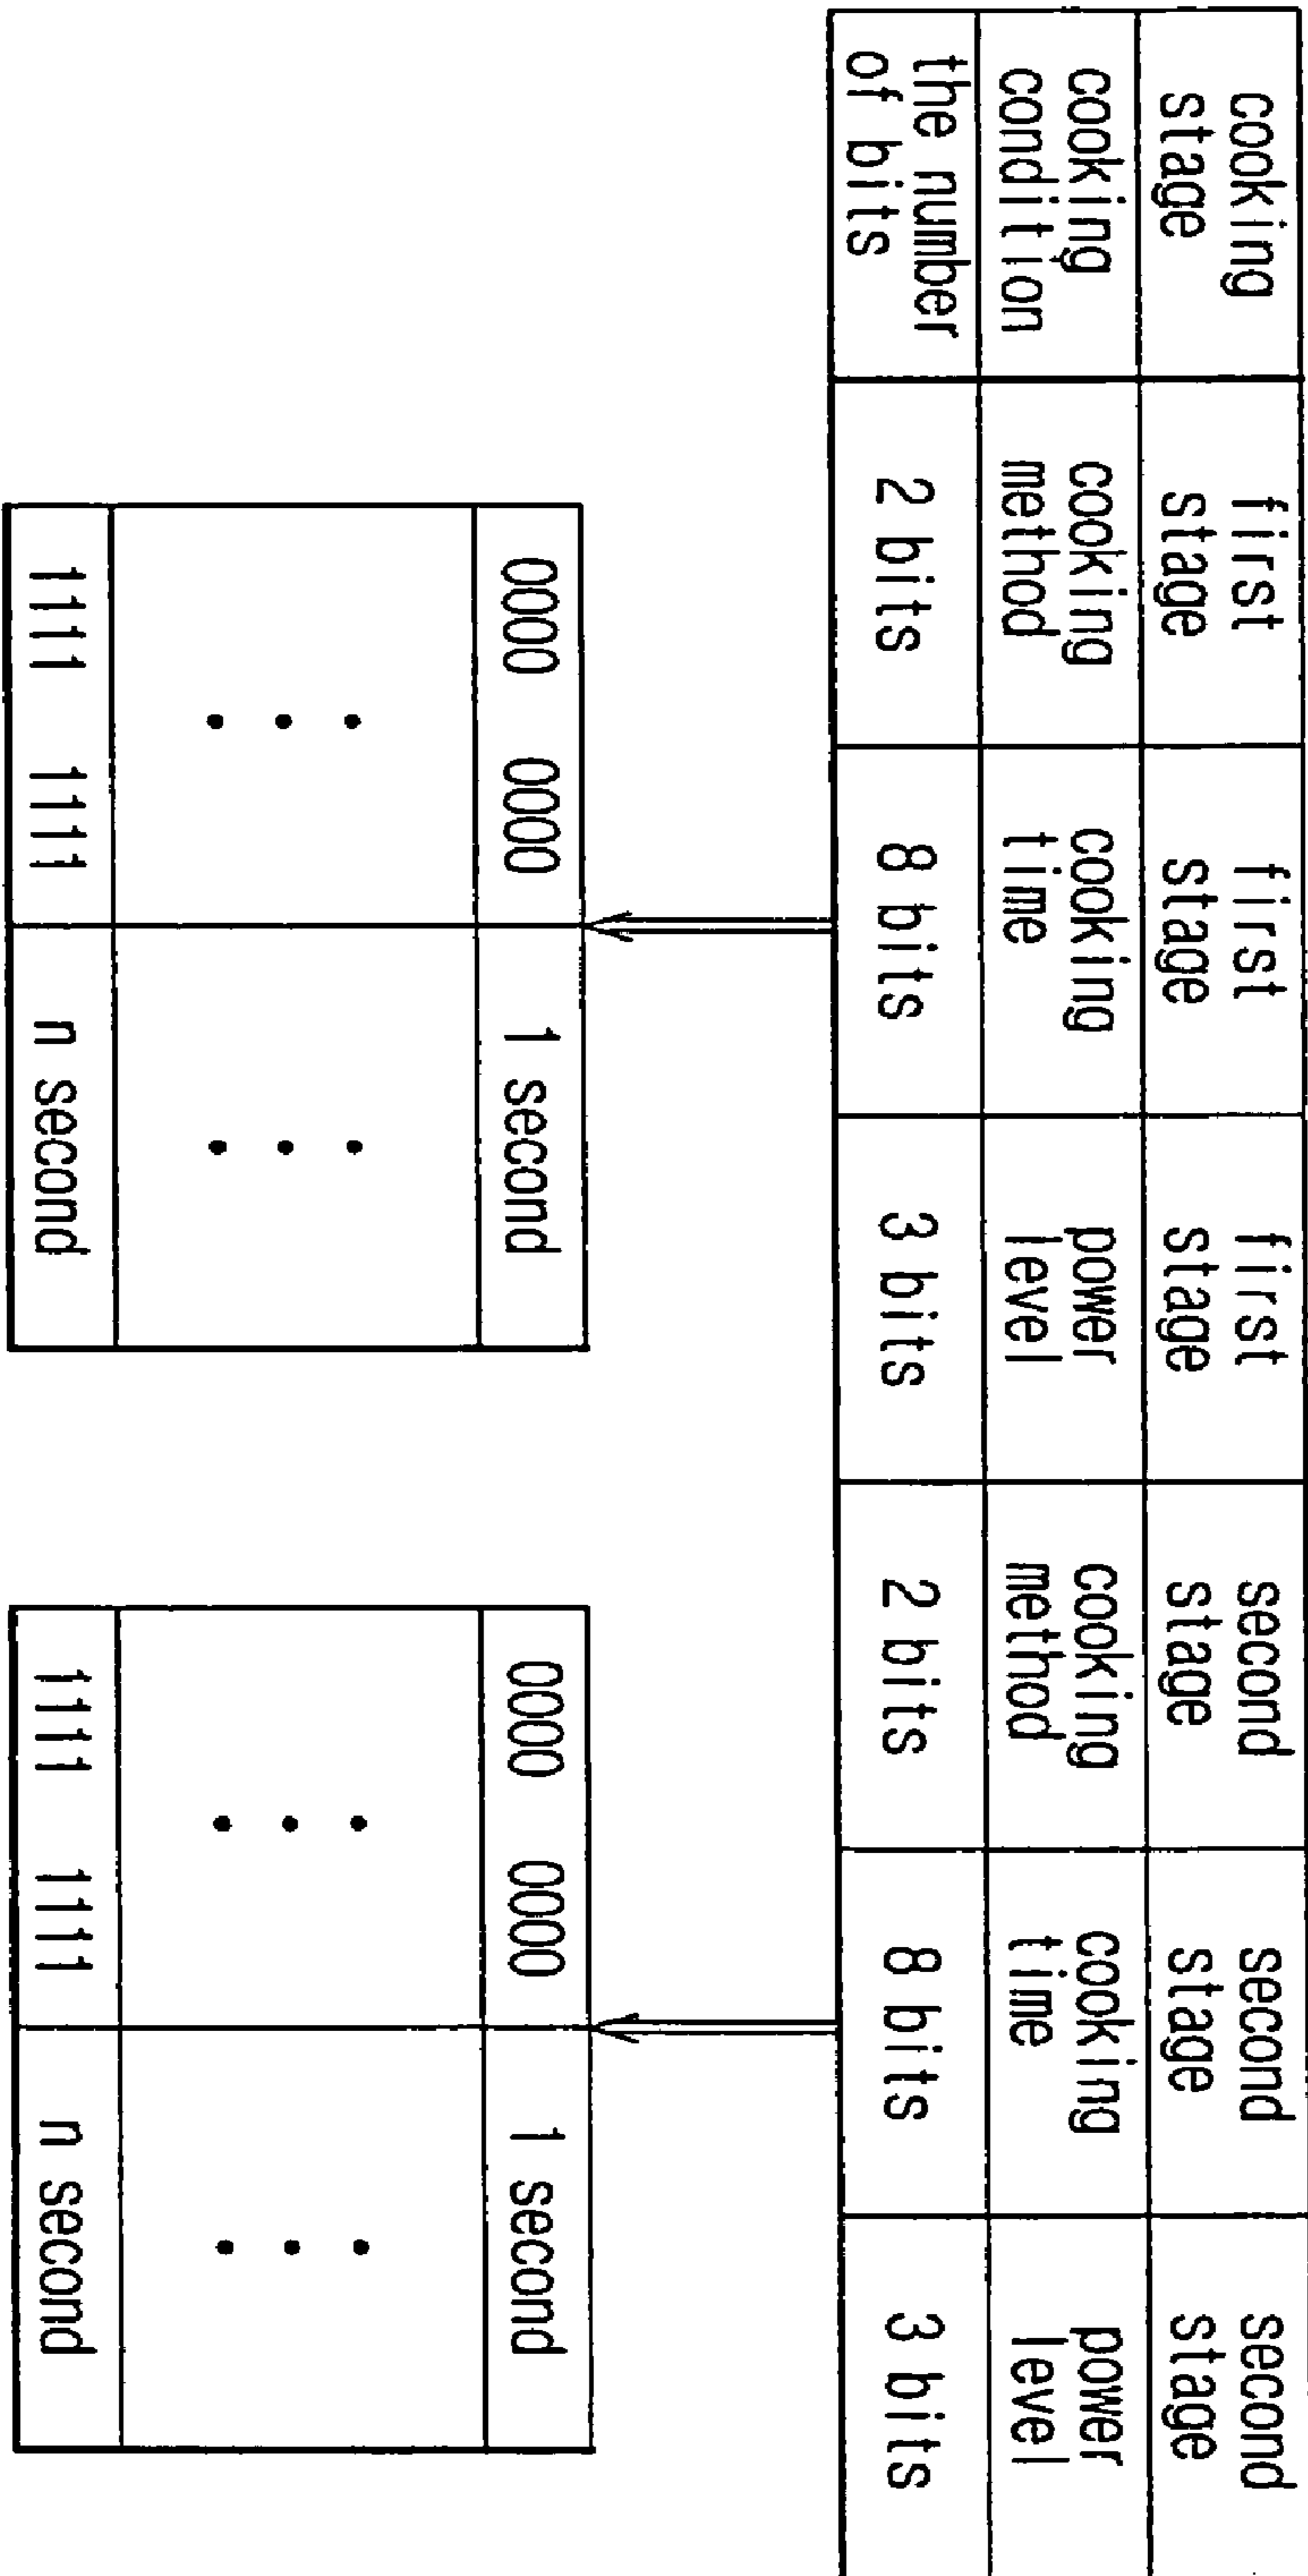 cooking stage
first stage
first stage
first stage
second stage
second stage
second stage
cooking condition
cooking method
cooking time
power level
cooking method
cooking time
power level
the number of bits
2 bits
8 bits
3 bits
2 bits
8 bits
3 bits
0000 0000
1 second
1111 1111
n second
0000 0000
1 second
1111 1111
n second